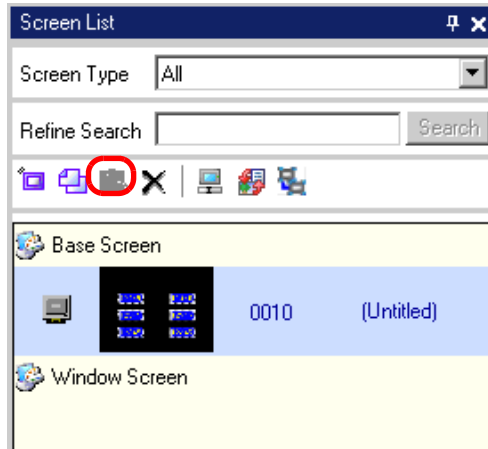 Screen List
Screen Type All
Refine Search Search
Base Screen
0010 (Untitled)
Window Screen